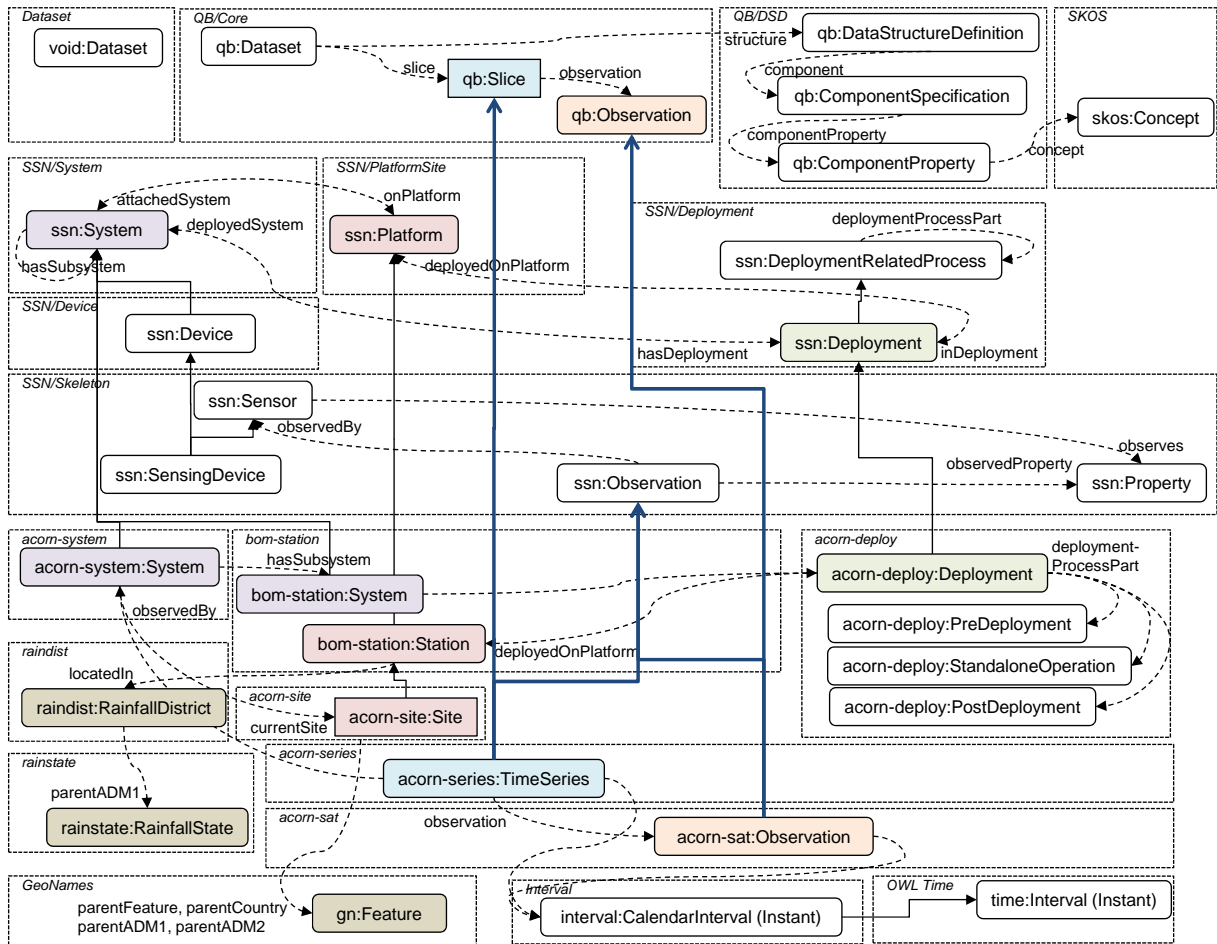 Dataset
QB/Core
QB/DSD
SKOS
void:Dataset
qb:Dataset
structure
qb:DataStructureDefinition
slice
qb:Slice
observation
component
qb:Observation
qb:ComponentSpecification
componentProperty
skos:Concept
qb:ComponentProperty
concept
SSN/System
SSN/PlatformSite
attachedSystem
onPlatform
SSN/Deployment
deploymentProcessPart
ssn:System
deployedSystem
ssn:Platform
hasSubsystem
deployedOnPlatform
ssn:DeploymentRelatedProcess
SSN/Device
ssn:Device
ssn:Deployment
hasDeployment
inDeployment
SSN/Skeleton
ssn:Sensor
observedBy
observes
ssn:SensingDevice
observedProperty
ssn:Observation
ssn:Property
acorn-system
bom-station
acorn-deploy
deployment-
ProcessPart
hasSubsystem
acorn-system:System
acorn-deploy:Deployment
bom-station:System
observedBy
acorn-deploy:PreDeployment
raindist
bom-station:Station
deployedOnPlatform
acorn-deploy:StandaloneOperation
locatedIn
acorn-site
raindist:RainfallDistrict
acorn-site:Site
acorn-deploy:PostDeployment
currentSite
acorn-series
rainstate
acorn-series:TimeSeries
parentADM1
acorn-sat
observation
rainstate:RainfallState
acorn-sat:Observation
GeoNames
Interval
OWL Time
parentFeature, parentCountry
parentADM1, parentADM2
gn:Feature
interval:CalendarInterval (Instant)
time:Interval (Instant)